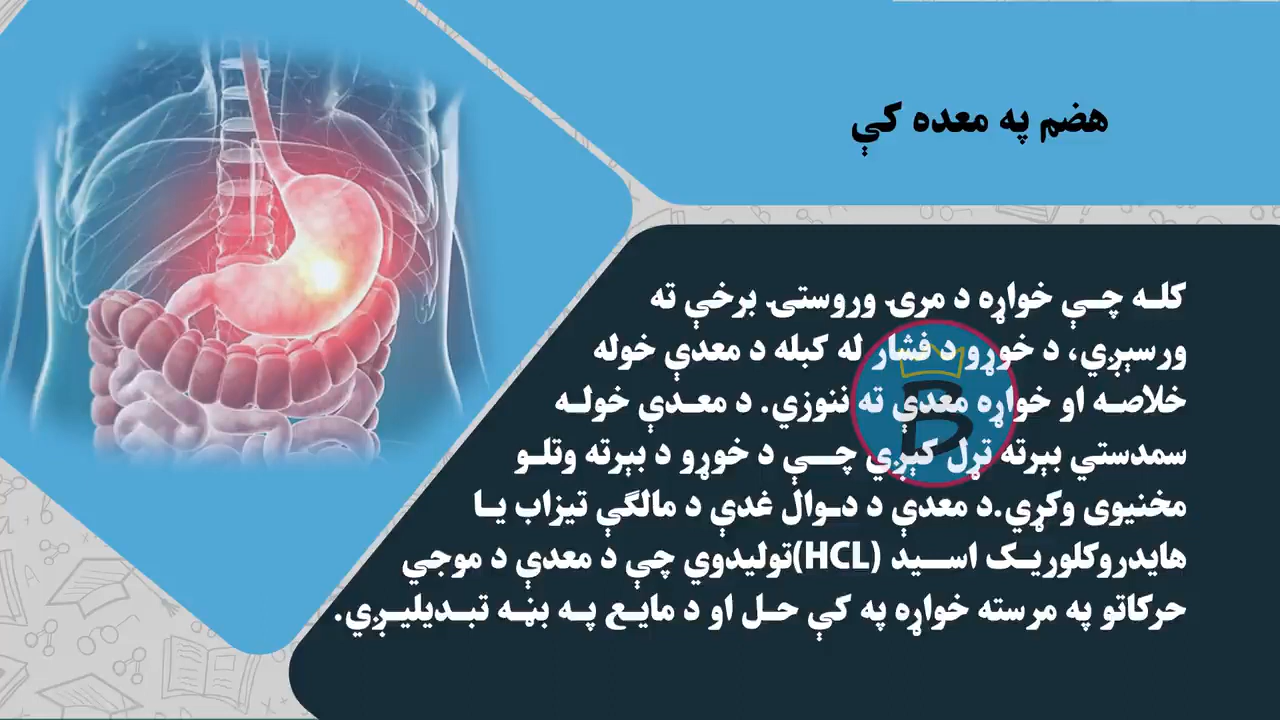 هضم په معده کې
کله چې خواړه د مرۍ وروستۍ برخې ته
ورسېږي، د خوړو د فشار له کبله د معدې خوله
خلاصه او خواړه معدې ته ننوزي. د معدې خوله
سمدستي بېرته تړل کېږي چې د خوړو د بېرته وتلو
مخنیوی وکړي.د معدې د دوال غدې د مالګې تیزاب یا
هایدروکلوریک اسید (HCL)تولیدوي چې د معدې د موجي
حرکاتو په مرسته خواړه په کې حل او د مایع په بڼه تبدیلیږي.
B